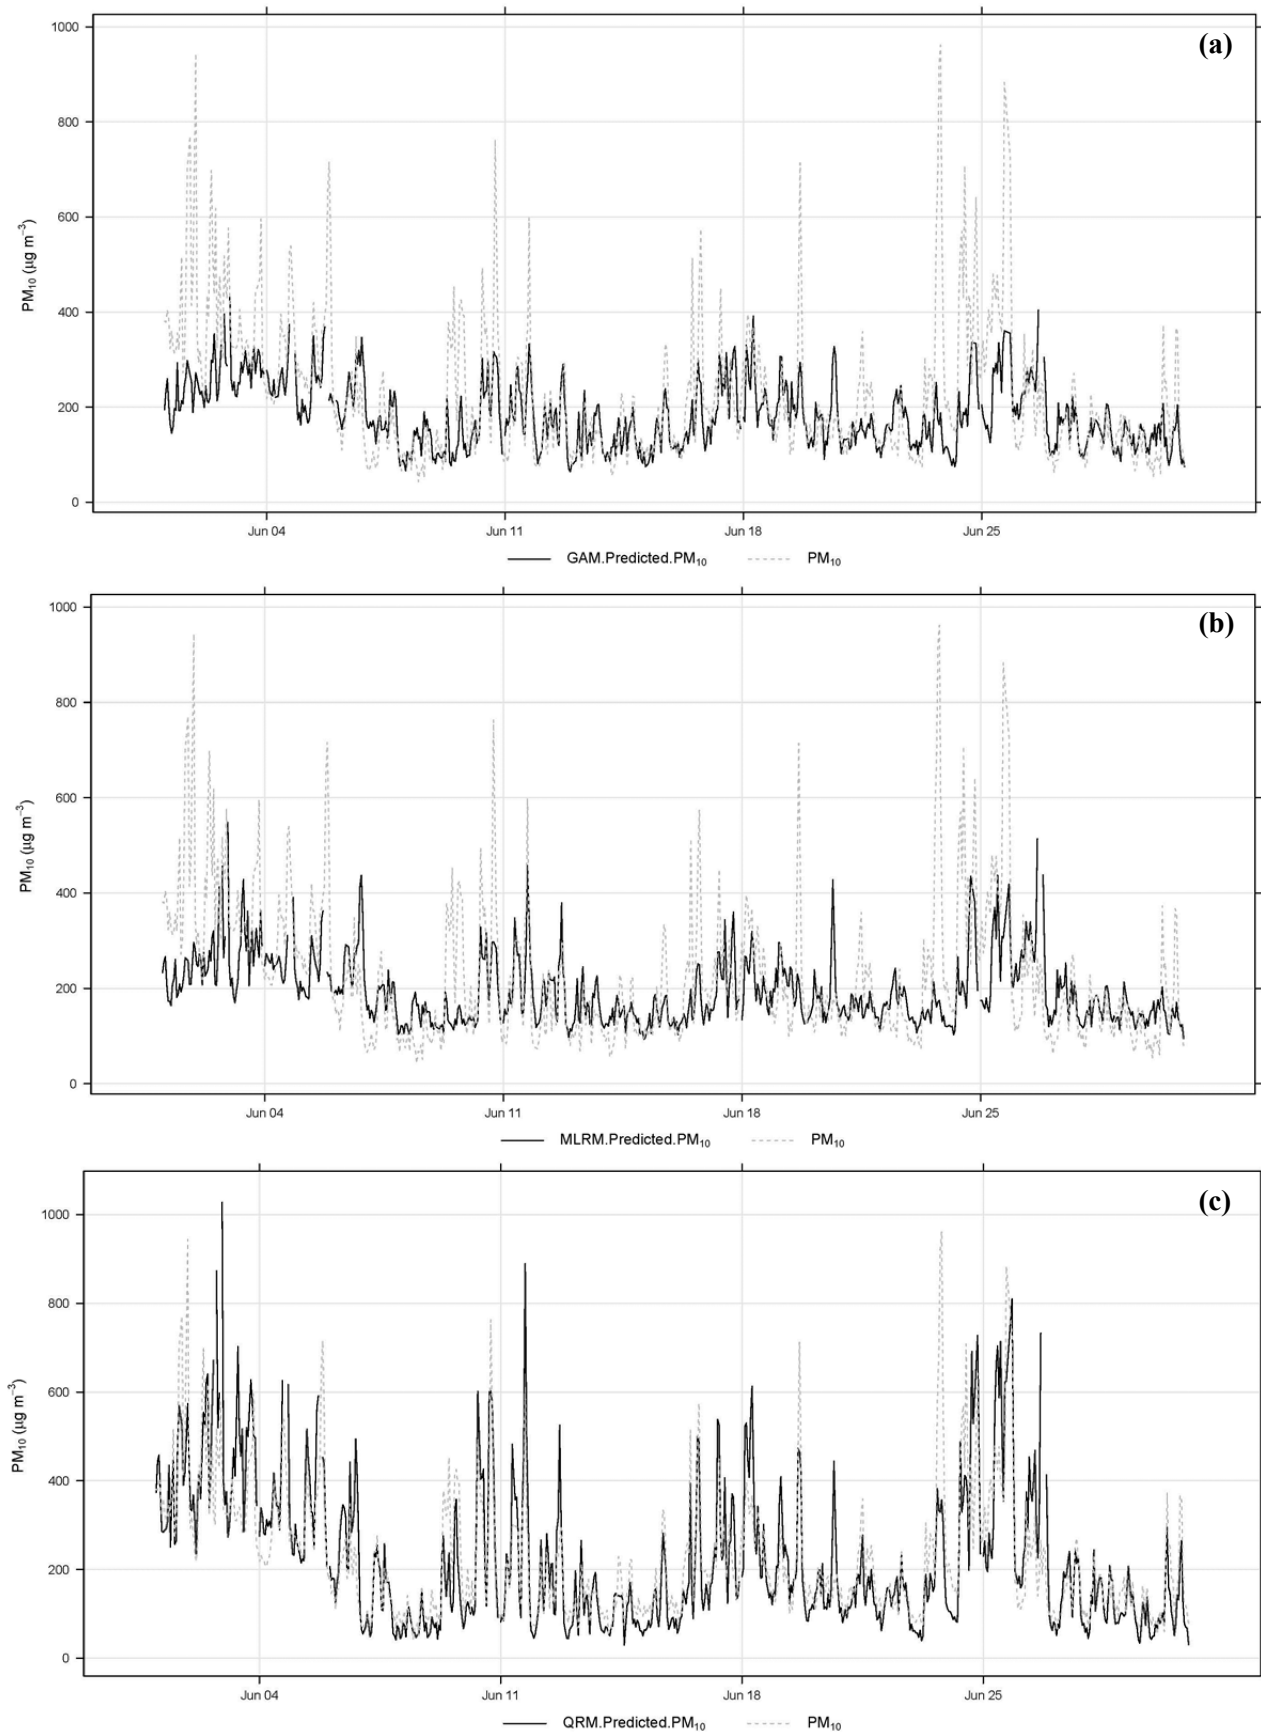 (a)
1000
800
600
400
200
0
PM₁₀ (μg m⁻³)
Jun 04 Jun 11 Jun 18 Jun 25
GAM.Predicted.PM₁₀ PM₁₀
(b)
1000
800
600
400
200
0
PM₁₀ (μg m⁻³)
Jun 04 Jun 11 Jun 18 Jun 25
MLRM.Predicted.PM₁₀ PM₁₀
(c)
1000
800
600
400
200
0
PM₁₀ (μg m⁻³)
Jun 04 Jun 11 Jun 18 Jun 25
QRM.Predicted.PM₁₀ PM₁₀